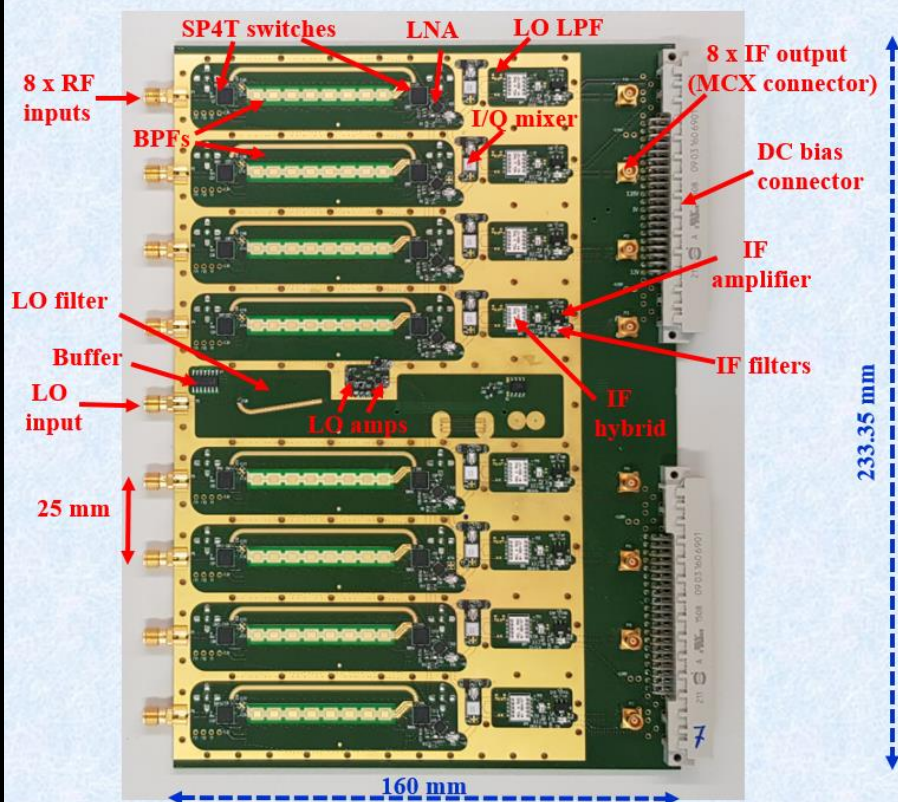 SP4T switches
LNA
LO LPF
8 x IF output
(MCX connector)
8 x RF
inputs
BPFs
I/Q mixer
DC bias
connector
09031606901
LO filter
IF
amplifier
Buffer
IF filters
LO
input
LO amps
IF
hybrid
233.35 mm
25 mm
09031606901
7
160 mm